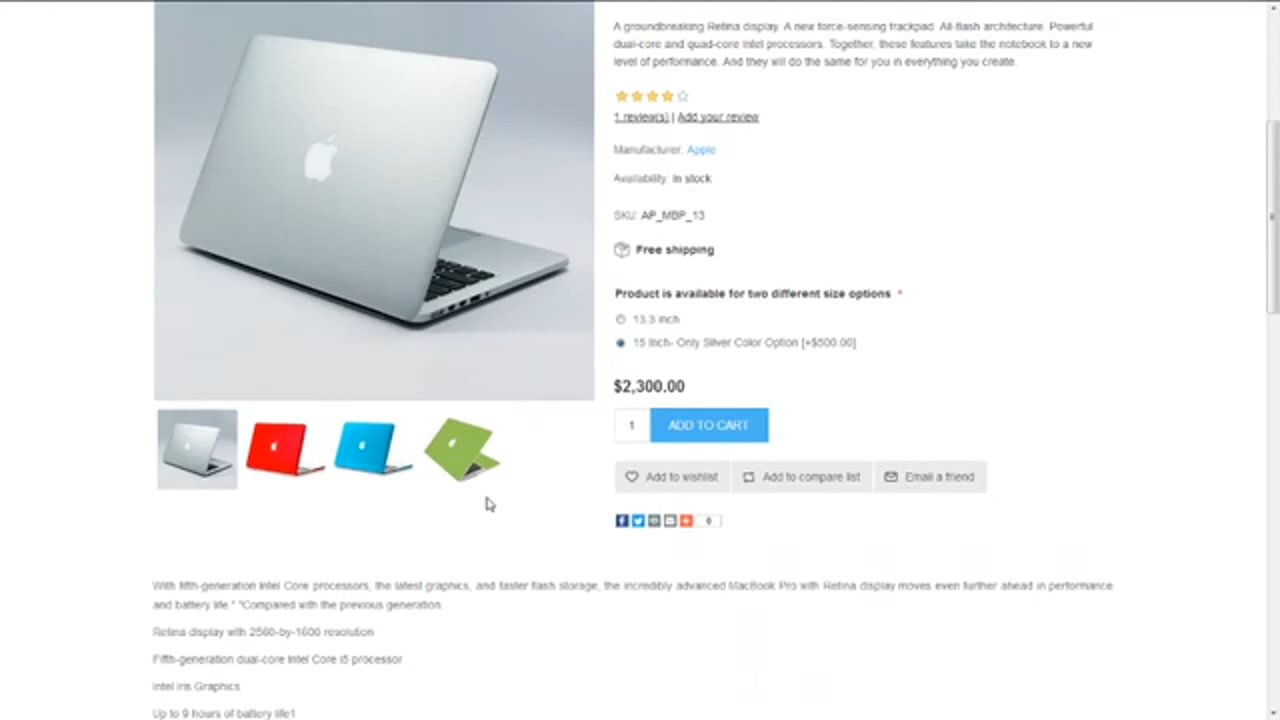 A groundbreaking Retina display. A new force-sensing trackpad. All-flash architecture. Powerful
dual-core and quad-core Intel processors. Together, these features take the notebook to a new
level of performance. And they will do the same for you in everything you create.
1 review(s) | Add your review
Manufacturer: Apple
Availability: In stock
SKU: AP_MBP_13
Free shipping
Product is available for two different size options *
13.3 inch
15 Inch- Only Silver Color Option [+$500.00]
$2,300.00
1 ADD TO CART
Add to wishlist Add to compare list Email a friend
0
With fifth-generation Intel Core processors, the latest graphics, and faster flash storage, the incredibly advanced MacBook Pro with Retina display moves even further ahead in performance
and battery life.* *Compared with the previous generation.
Retina display with 2560-by-1600 resolution
Fifth-generation dual-core Intel Core i5 processor
Intel Iris Graphics
Up to 9 hours of battery life1